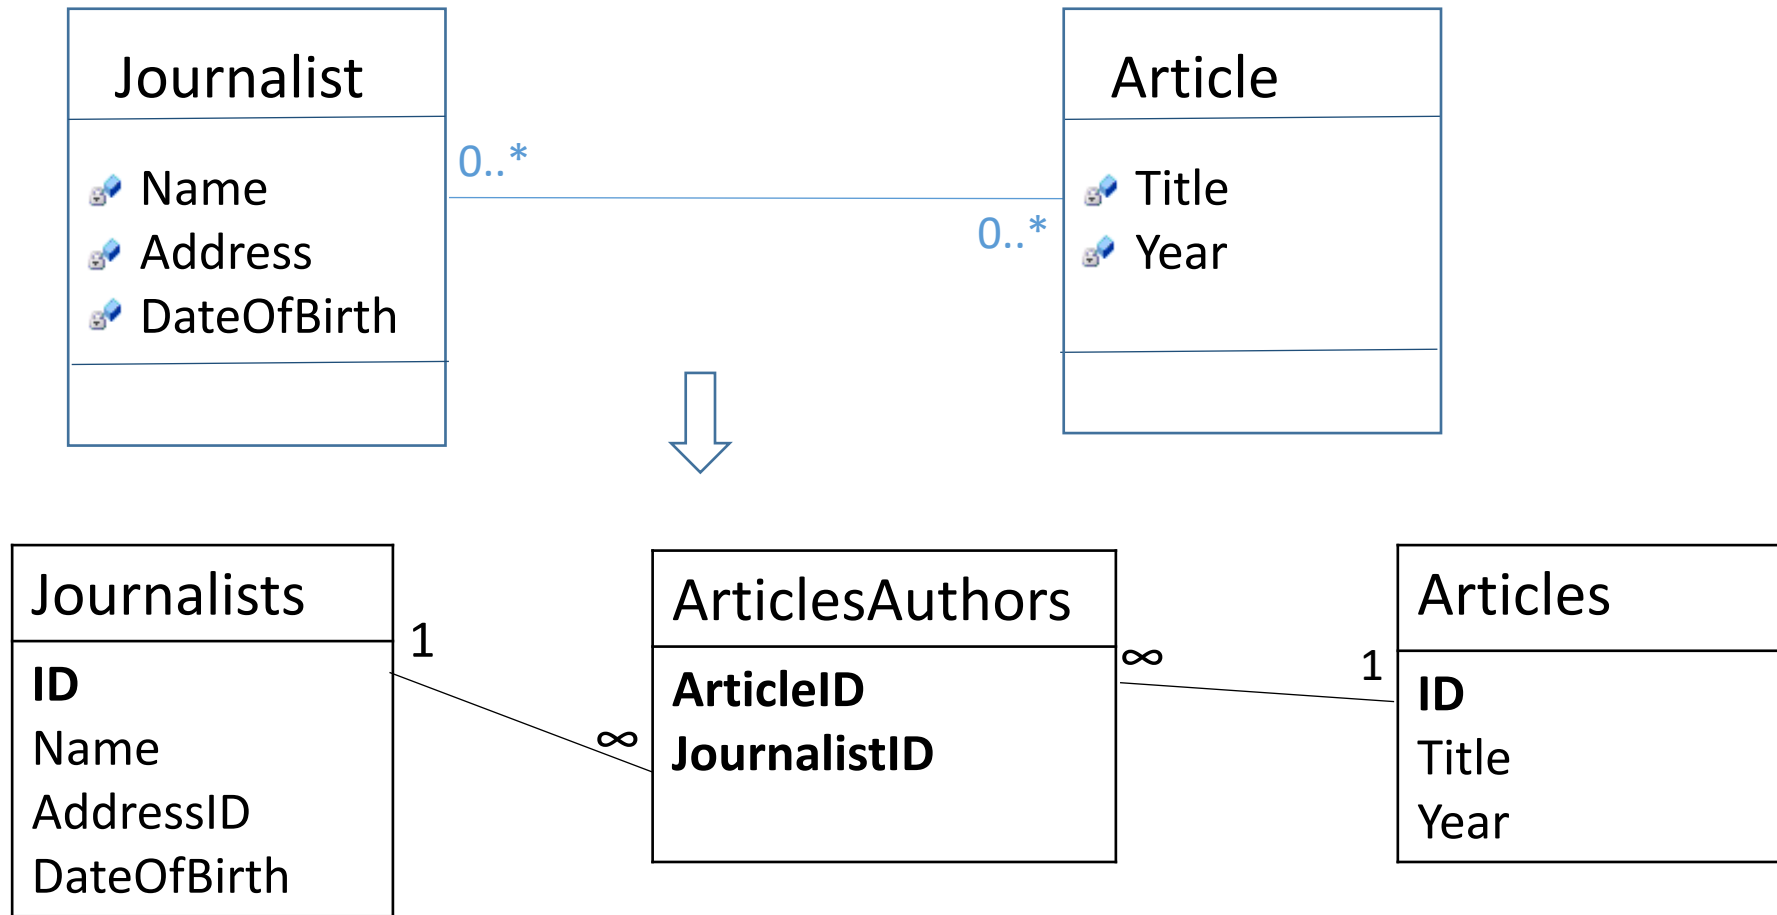 Journalist
Name
Address
DateOfBirth
0..*
0..*
Article
Title
Year
Journalists
ID
Name
AddressID
DateOfBirth
1
∞
ArticlesAuthors
ArticleID
JournalistID
∞
1
Articles
ID
Title
Year